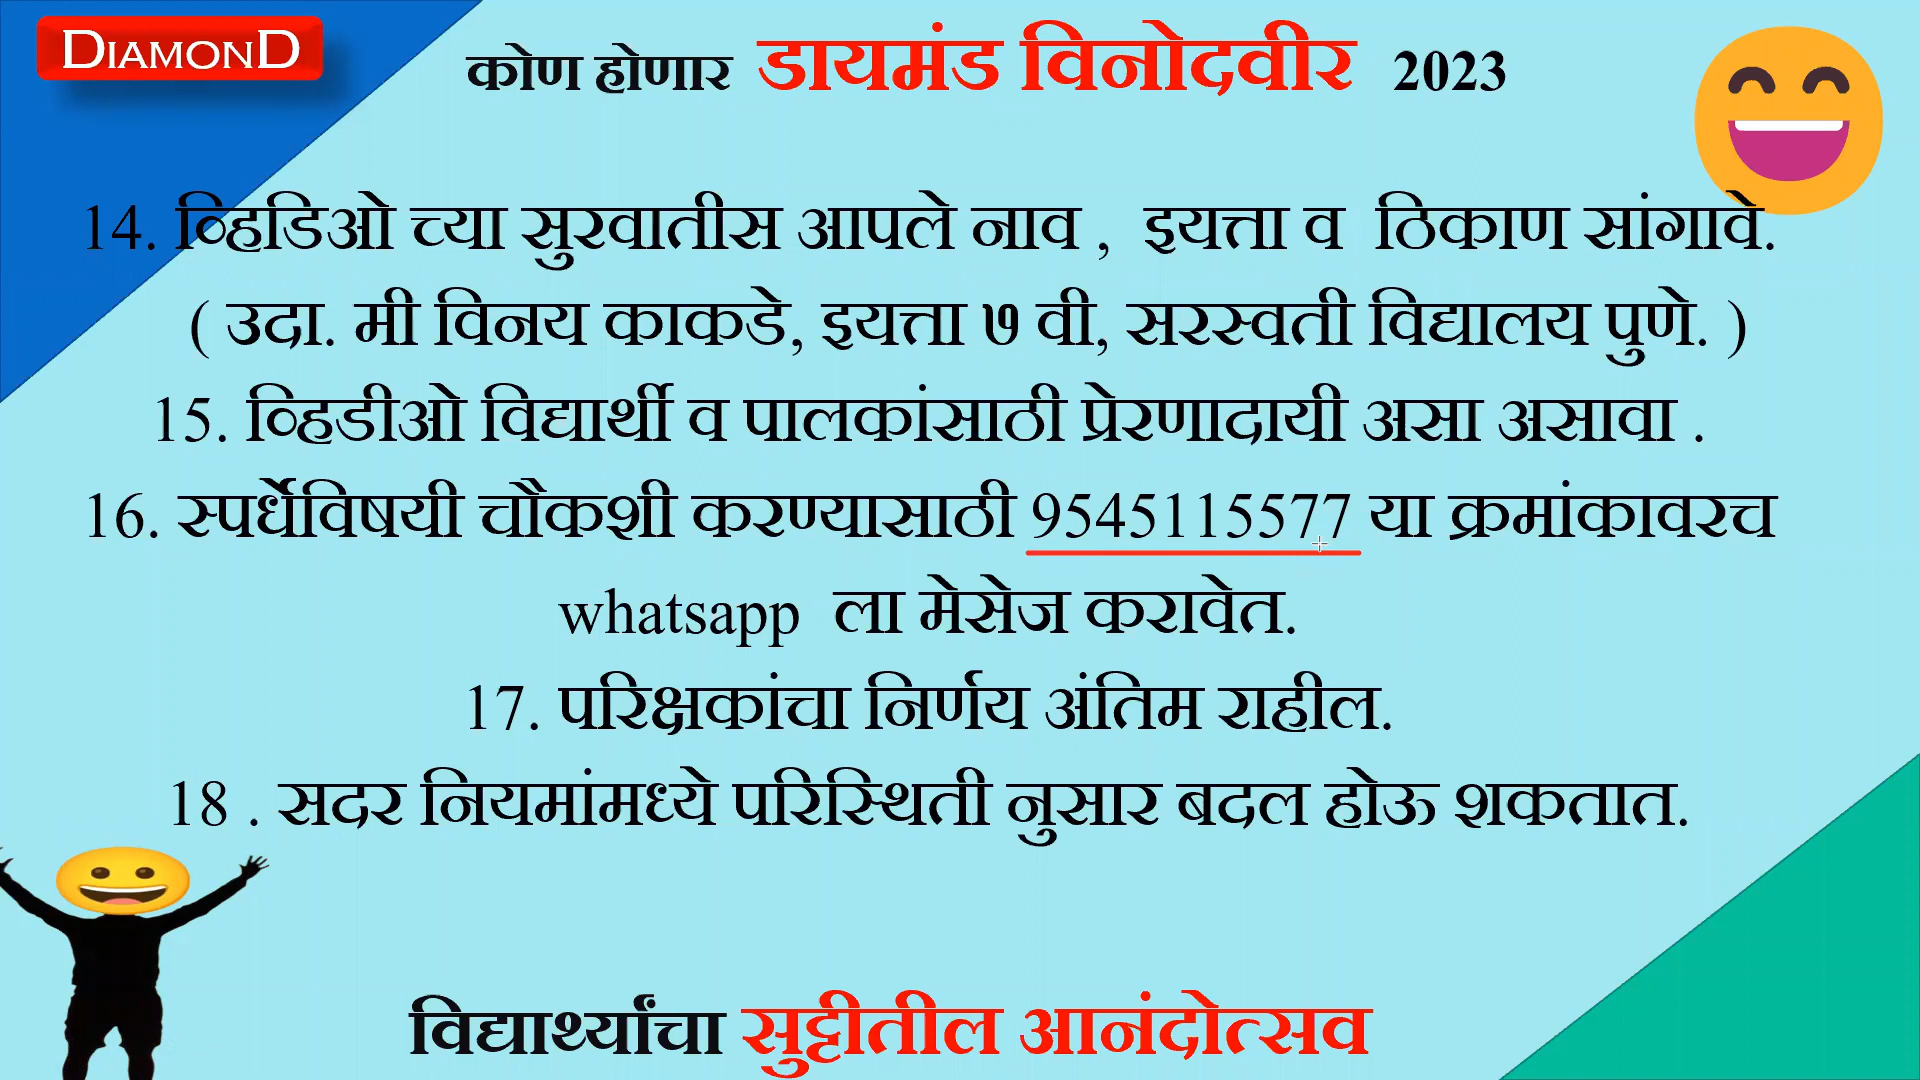 DIAMOND
कोण होणार डायमंड विनोदवीर 2023
14. व्हिडिओ च्या सुरवातीस आपले नाव , इयत्ता व ठिकाण सांगावे.
( उदा. मी विनय काकडे, इयत्ता ७ वी, सरस्वती विद्यालय पुणे. )
15. व्हिडीओ विद्यार्थी व पालकांसाठी प्रेरणादायी असा असावा .
16. स्पर्धेविषयी चौकशी करण्यासाठी 9545115577 या क्रमांकावरच
whatsapp ला मेसेज करावेत.
17. परिक्षकांचा निर्णय अंतिम राहील.
18 . सदर नियमांमध्ये परिस्थिती नुसार बदल होऊ शकतात.
विद्यार्थ्यांचा सुट्टीतील आनंदोत्सव